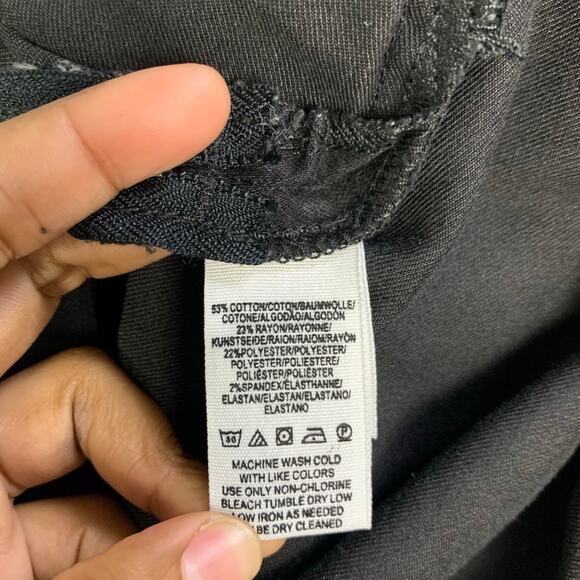 53% COTTON/COTON/BAUMWOLLE/
COTONE/ALGODÃO/ALGODÓN
23% RAYON/RAYONNE/
KUNSTSEIDE/RAION/RAIOM/RAYÓN
22%POLYESTER/POLYESTER/
POLYESTER/POLIESTERE/
POLIÉSTER/POLIÉSTER
2%SPANDEX/ÉLASTHANNE/
ELASTAN/ELASTAN/ELASTANO/
ELASTANO
30 P
MACHINE WASH COLD
WITH LIKE COLORS
USE ONLY NON-CHLORINE
BLEACH TUMBLE DRY LOW
LOW IRON AS NEEDED
BE DRY CLEANED